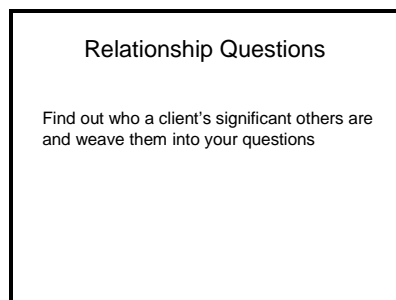 Relationship Questions
Find out who a client’s significant others are
and weave them into your questions